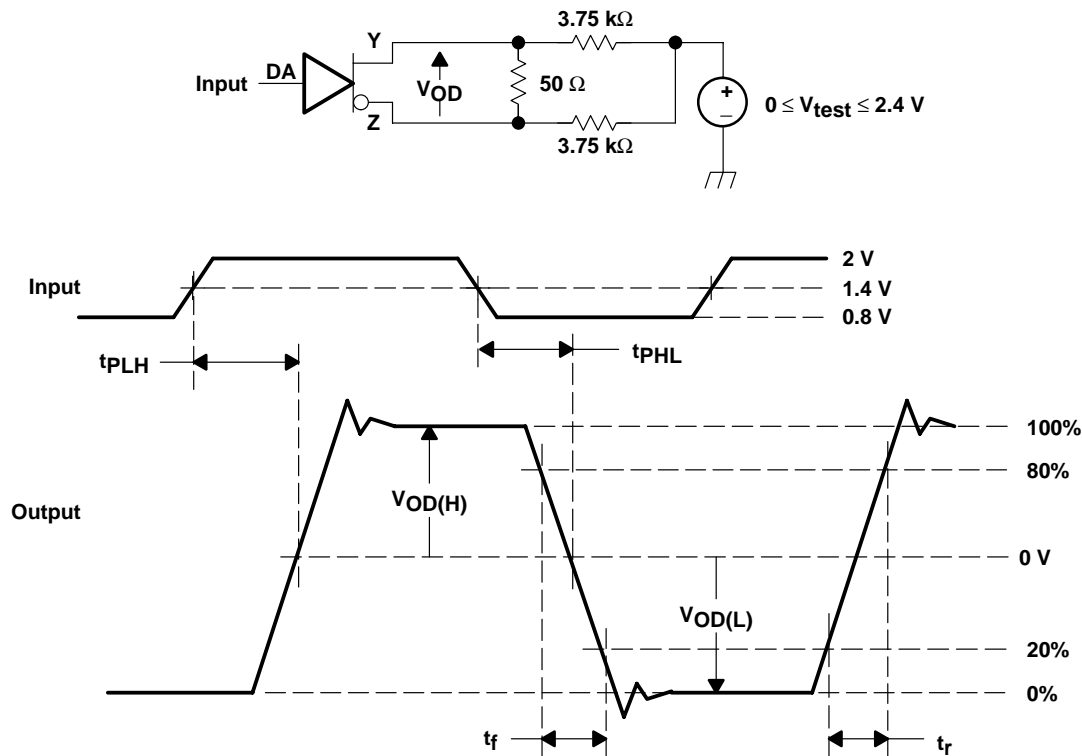 3.75 kΩ
Y
Input
DA
VOD
50 Ω
Z
+
–
0 ≤ Vtest ≤ 2.4 V
3.75 kΩ
Input
2 V
1.4 V
0.8 V
tPLH
tPHL
100%
80%
VOD(H)
Output
0 V
VOD(L)
20%
0%
tf
tr